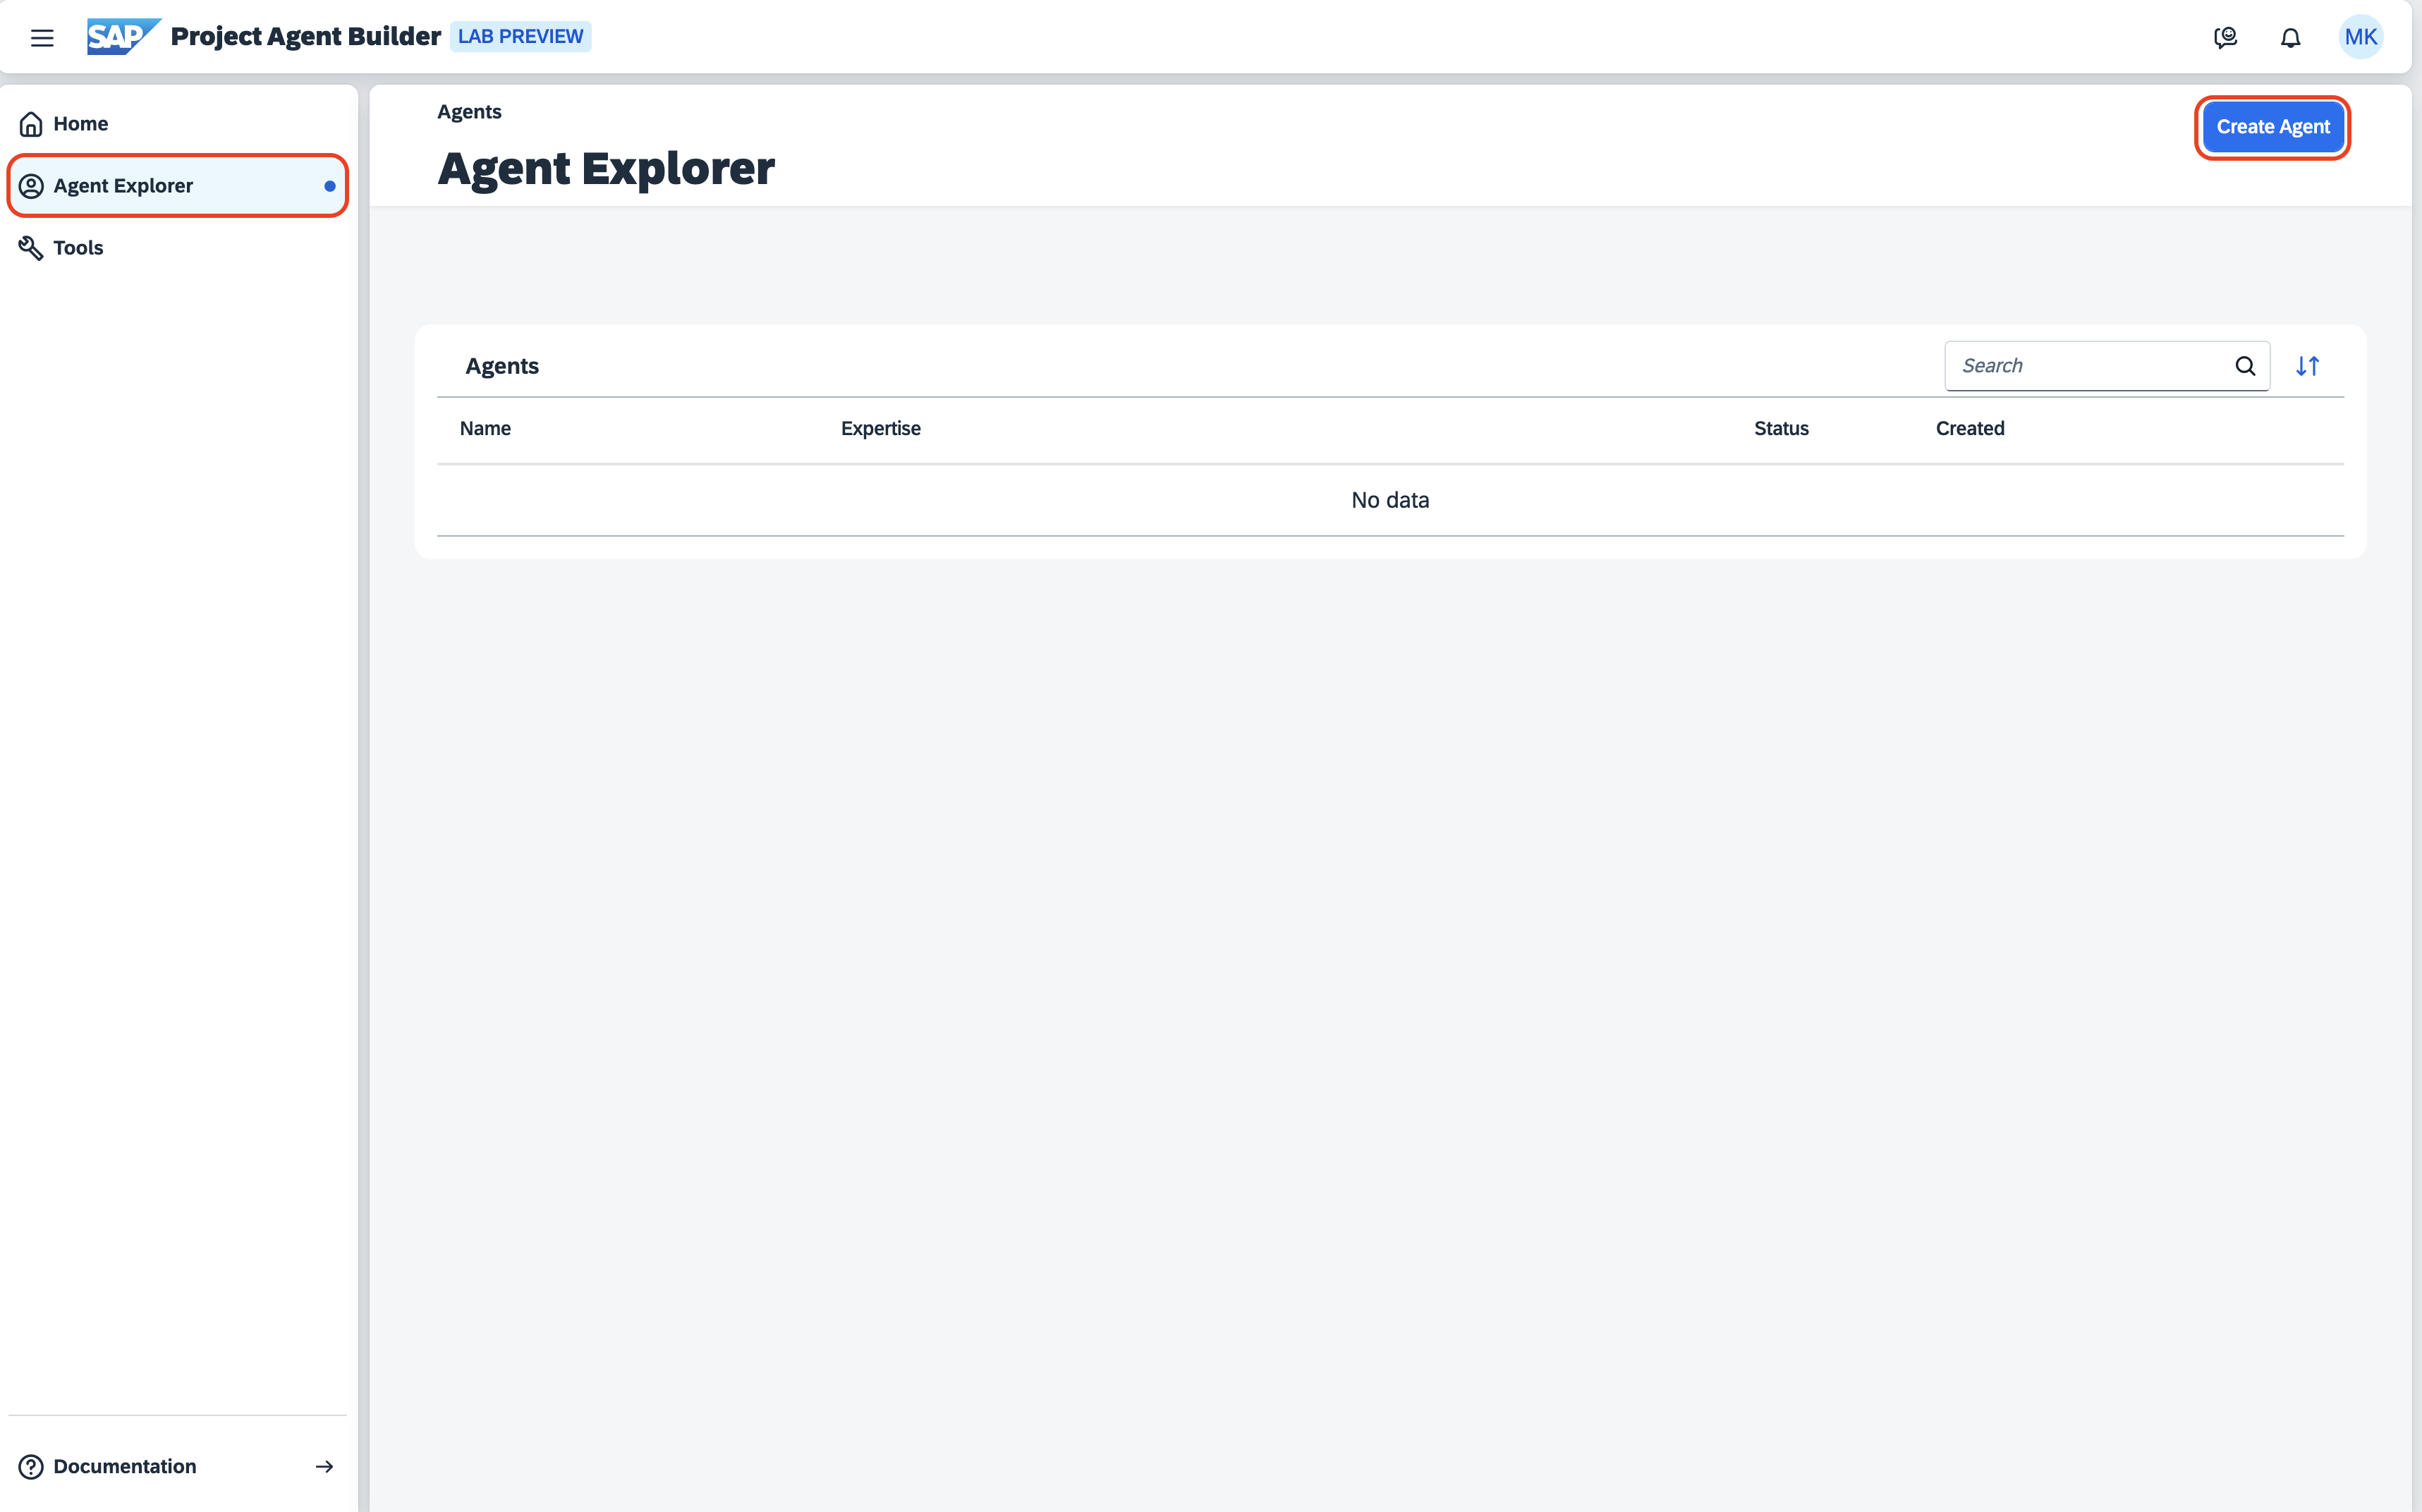 SAP Project Agent Builder LAB PREVIEW MK
Home
Agent Explorer
Tools
Documentation
Agents
Agent Explorer
Create Agent
Agents Search
Name Expertise Status Created
No data